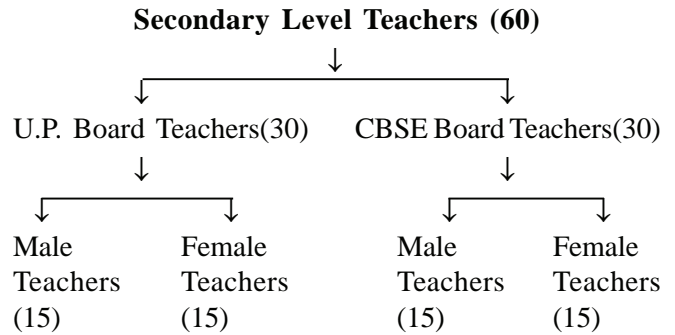 Secondary Level Teachers (60)
U.P. Board Teachers(30) CBSE Board Teachers(30)
Male Female Male Female
Teachers Teachers Teachers Teachers
(15) (15) (15) (15)